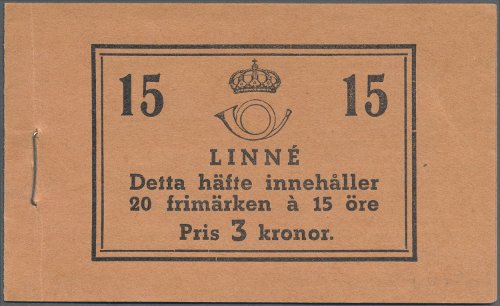 15 15
LINNÉ
Detta häfte innehåller
20 frimärken à 15 öre
Pris 3 kronor.